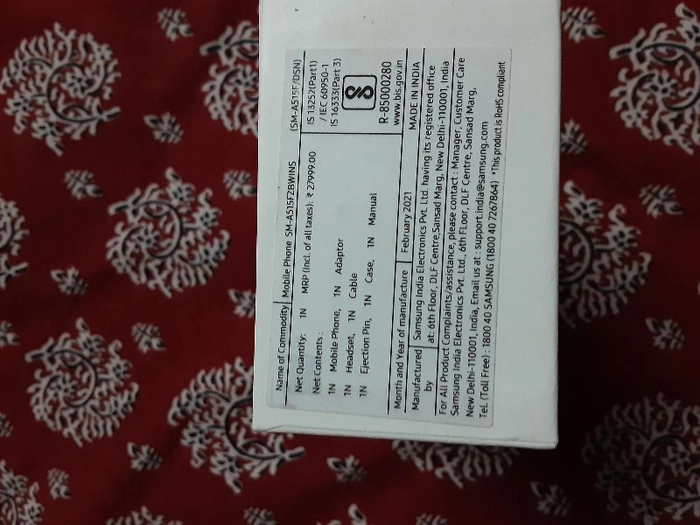 Name of Commodity Mobile Phone SM-A515FZBWINS (SM-A515F/DSN)
Net Quantity: 1N MRP (Incl. of all taxes): ₹ 27999.00
Net Contents :
1N Mobile Phone, 1N Adaptor
1N Headset, 1N Cable
1N Ejection Pin, 1N Case, 1N Manual
IS 13252(Part1)
/ IEC 60950-1
IS 16333(Part 3)
R-85000280
www.bis.gov.in
Month and Year of manufacture February 2021 MADE IN INDIA
Manufactured by Samsung India Electronics Pvt. Ltd. having its registered office
at: 6th Floor, DLF Centre,Sansad Marg, New Delhi-110001, India
For All Product Complaints/assistance,please contact : Manager, Customer Care
Samsung India Electronics Pvt. Ltd., 6th FLoor, DLF Centre, Sansad Marg,
New Delhi-110001, India, Email us at : support.india@samsung.com
Tel. (Toll Free) : 1800 40 SAMSUNG (1800 40 7267864) *This product is RoHS compliant